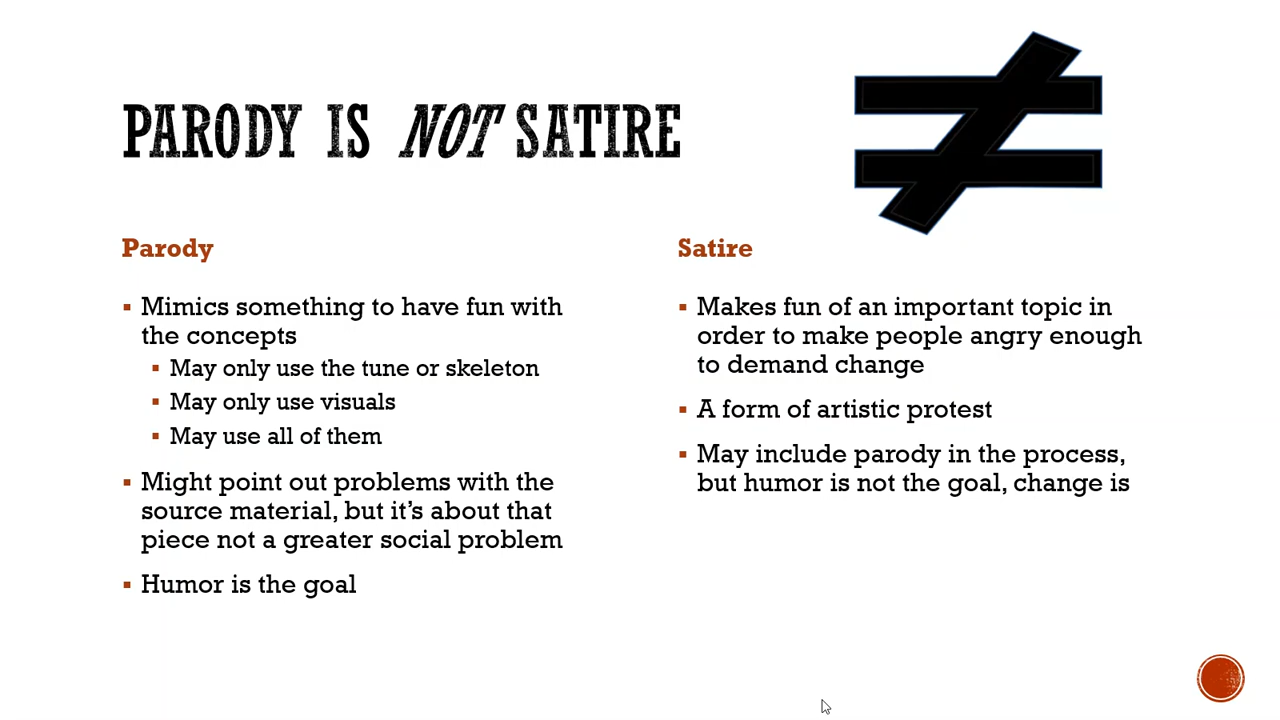 PARODY IS NOT SATIRE
Parody
▪ Mimics something to have fun with
the concepts
▪ May only use the tune or skeleton
▪ May only use visuals
▪ May use all of them
▪ Might point out problems with the
source material, but it’s about that
piece not a greater social problem
▪ Humor is the goal
Satire
▪ Makes fun of an important topic in
order to make people angry enough
to demand change
▪ A form of artistic protest
▪ May include parody in the process,
but humor is not the goal, change is